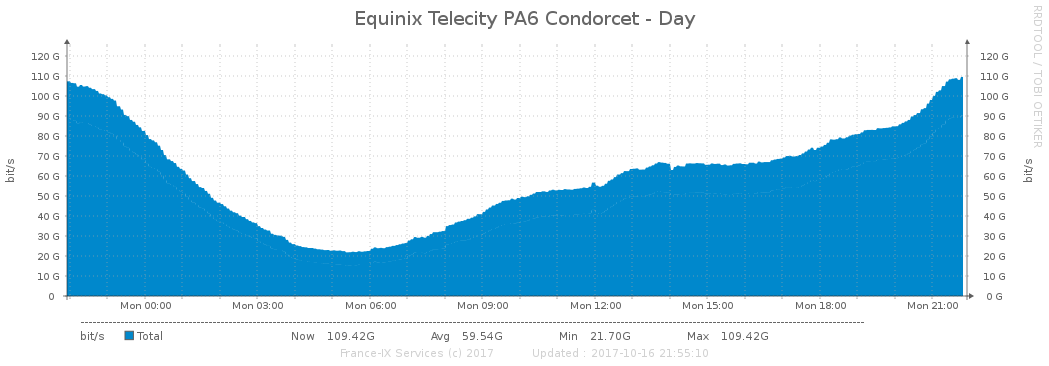 Equinix Telecity PA6 Condorcet - Day
RRDTOOL / TOBI OETIKER
bit/s
120 G 120 G
110 G 110 G
100 G 100 G
90 G 90 G
80 G 80 G
70 G 70 G
60 G 60 G
50 G 50 G
40 G 40 G
30 G 30 G
20 G 20 G
10 G 10 G
0 0 G
bit/s
Mon 00:00 Mon 03:00 Mon 06:00 Mon 09:00 Mon 12:00 Mon 15:00 Mon 18:00 Mon 21:00
bit/s Total Now 109.42G Avg 59.54G Min 21.70G Max 109.42G
France-IX Services (c) 2017 Updated : 2017-10-16 21:55:10